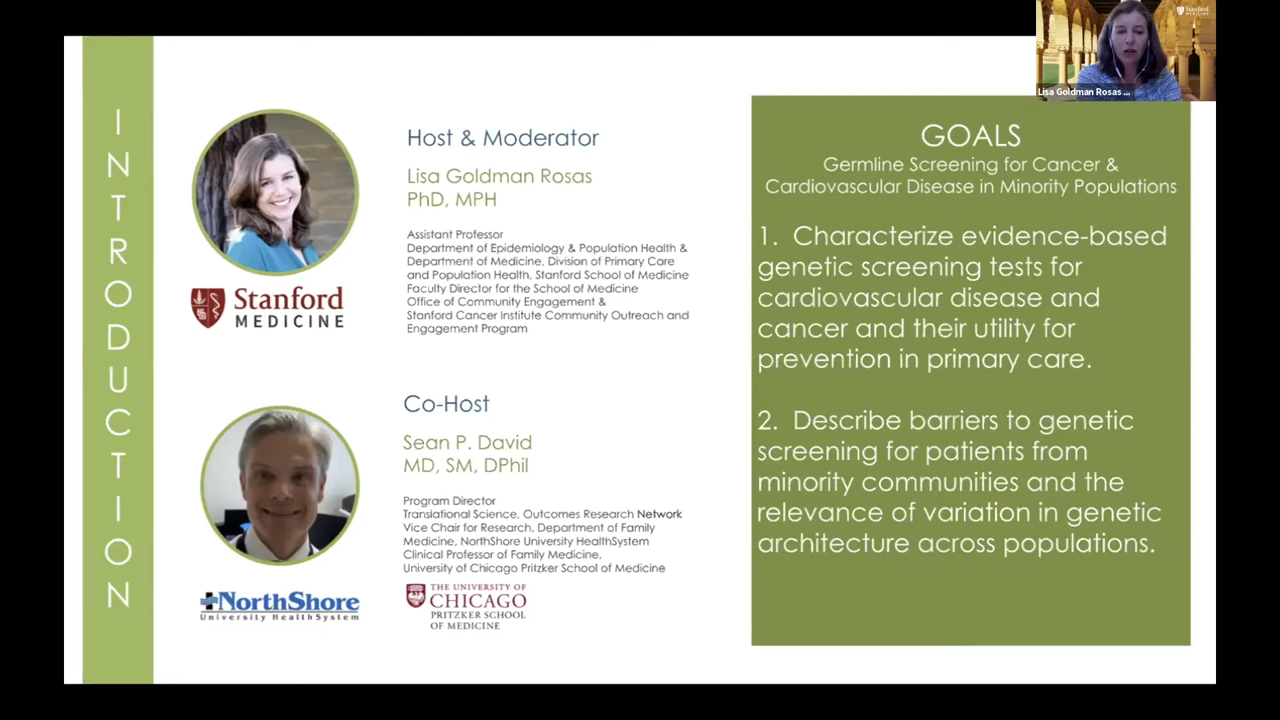 INTRODUCTION
Host & Moderator
Lisa Goldman Rosas
PhD, MPH
Assistant Professor
Department of Epidemiology & Population Health &
Department of Medicine, Division of Primary Care
and Population Health, Stanford School of Medicine
Faculty Director for the School of Medicine
Office of Community Engagement &
Stanford Cancer Institute Community Outreach and
Engagement Program
Stanford
MEDICINE
Co-Host
Sean P. David
MD, SM, DPhil
Program Director
Translational Science, Outcomes Research Network
Vice Chair for Research, Department of Family
Medicine, NorthShore University HealthSystem
Clinical Professor of Family Medicine,
University of Chicago Pritzker School of Medicine
NorthShore
University HealthSystem
THE UNIVERSITY OF
CHICAGO
PRITZKER SCHOOL
OF MEDICINE
GOALS
Germline Screening for Cancer &
Cardiovascular Disease in Minority Populations
1. Characterize evidence-based
genetic screening tests for
cardiovascular disease and
cancer and their utility for
prevention in primary care.
2. Describe barriers to genetic
screening for patients from
minority communities and the
relevance of variation in genetic
architecture across populations.
Stanford
MEDICINE
Lisa Goldman Rosas ...